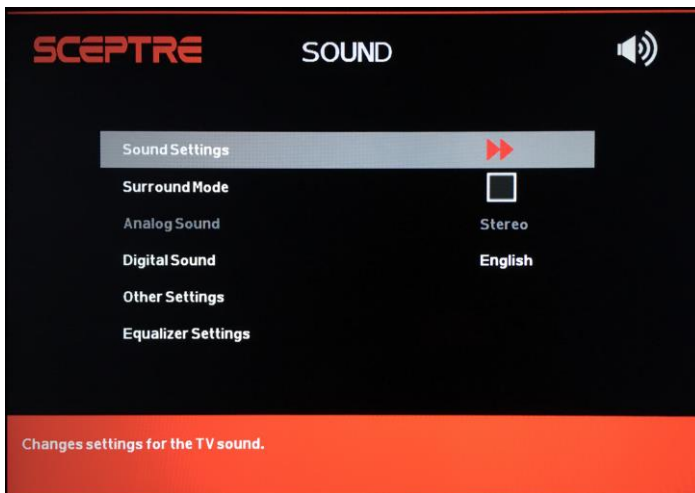 SCEPTRE SOUND
Sound Settings
Surround Mode
Analog Sound Stereo
Digital Sound English
Other Settings
Equalizer Settings
Changes settings for the TV sound.